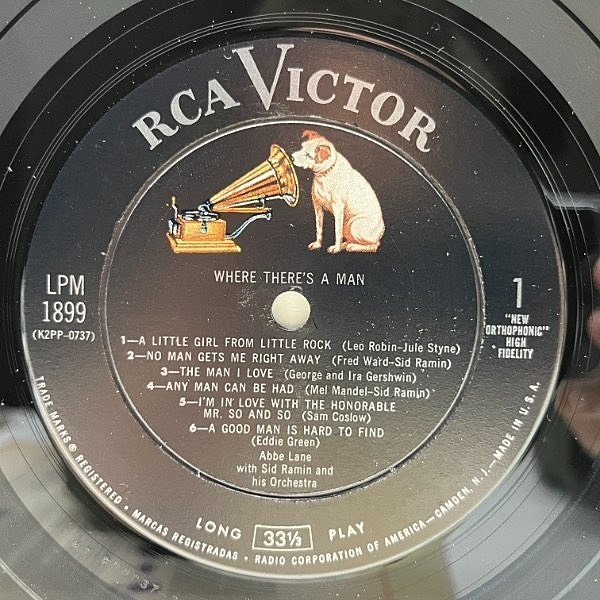 RCA VICTOR
WHERE THERE'S A MAN
LPM
1899
(K2PP-0737)
1
"NEW
ORTHOPHONIC"
HIGH
FIDELITY
1—A LITTLE GIRL FROM LITTLE ROCK (Leo Robin-Jule Styne)
2—NO MAN GETS ME RIGHT AWAY (Fred Ward-Sid Ramin)
3—THE MAN I LOVE (George and Ira Gershwin)
4—ANY MAN CAN BE HAD (Mel Mandel-Sid Ramin)
5—I'M IN LOVE WITH THE HONORABLE
MR. SO AND SO (Sam Coslow)
6—A GOOD MAN IS HARD TO FIND
(Eddie Green)
Abbe Lane
with Sid Ramin and
his Orchestra
LONG 33⅓ PLAY
TRADE MARKS ® REGISTERED • MARCAS REGISTRADAS • RADIO CORPORATION OF AMERICA—CAMDEN, N. J.—MADE IN U.S.A.